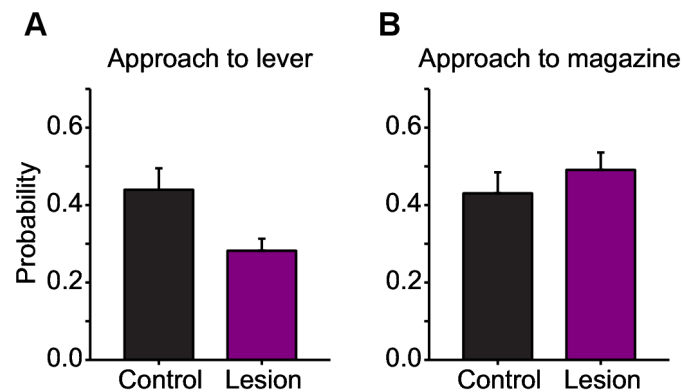 A
B
Approach to lever
Approach to magazine
Probability
0.6
0.4
0.2
0.0
Control
Lesion
0.6
0.4
0.2
0.0
Control
Lesion